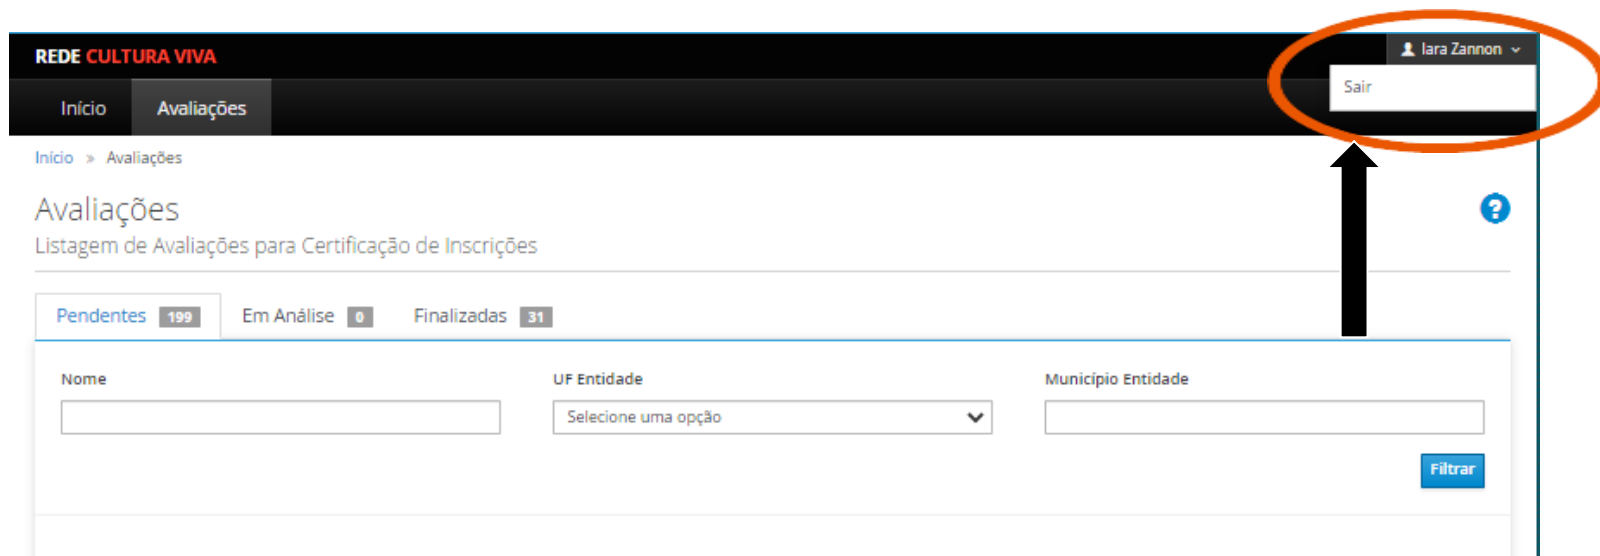 REDE CULTURA VIVA
Iara Zannon
Sair
Início
Avaliações
Início » Avaliações
Avaliações
Listagem de Avaliações para Certificação de Inscrições
Pendentes 199
Em Análise 0
Finalizadas 31
Nome
UF Entidade
Município Entidade
Selecione uma opção
Filtrar